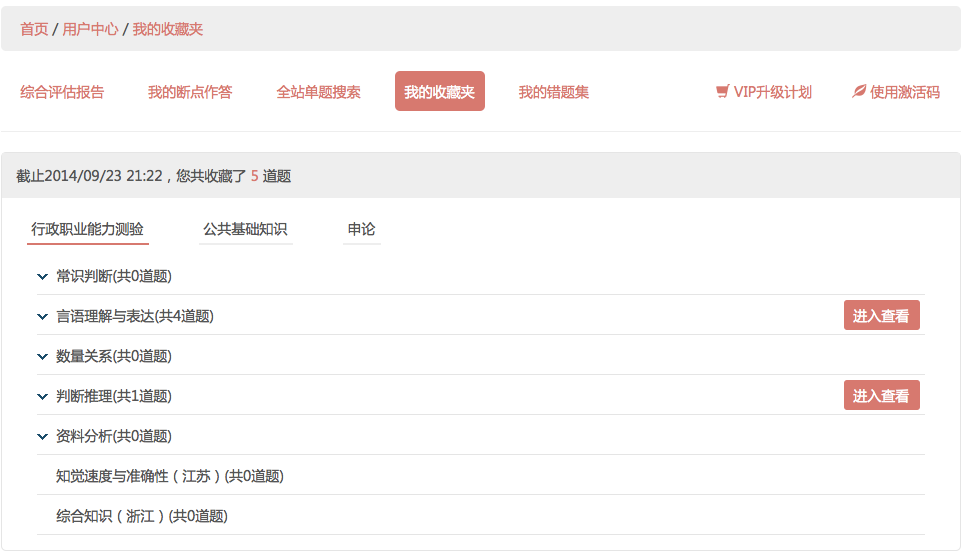 首页 / 用户中心 / 我的收藏夹
综合评估报告 我的断点作答 全站单题搜索 我的收藏夹 我的错题集 VIP升级计划 使用激活码
截止2014/09/23 21:22，您共收藏了 5 道题
行政职业能力测验 公共基础知识 申论
常识判断(共0道题)
言语理解与表达(共4道题) 进入查看
数量关系(共0道题)
判断推理(共1道题) 进入查看
资料分析(共0道题)
知觉速度与准确性（江苏）(共0道题)
综合知识（浙江）(共0道题)